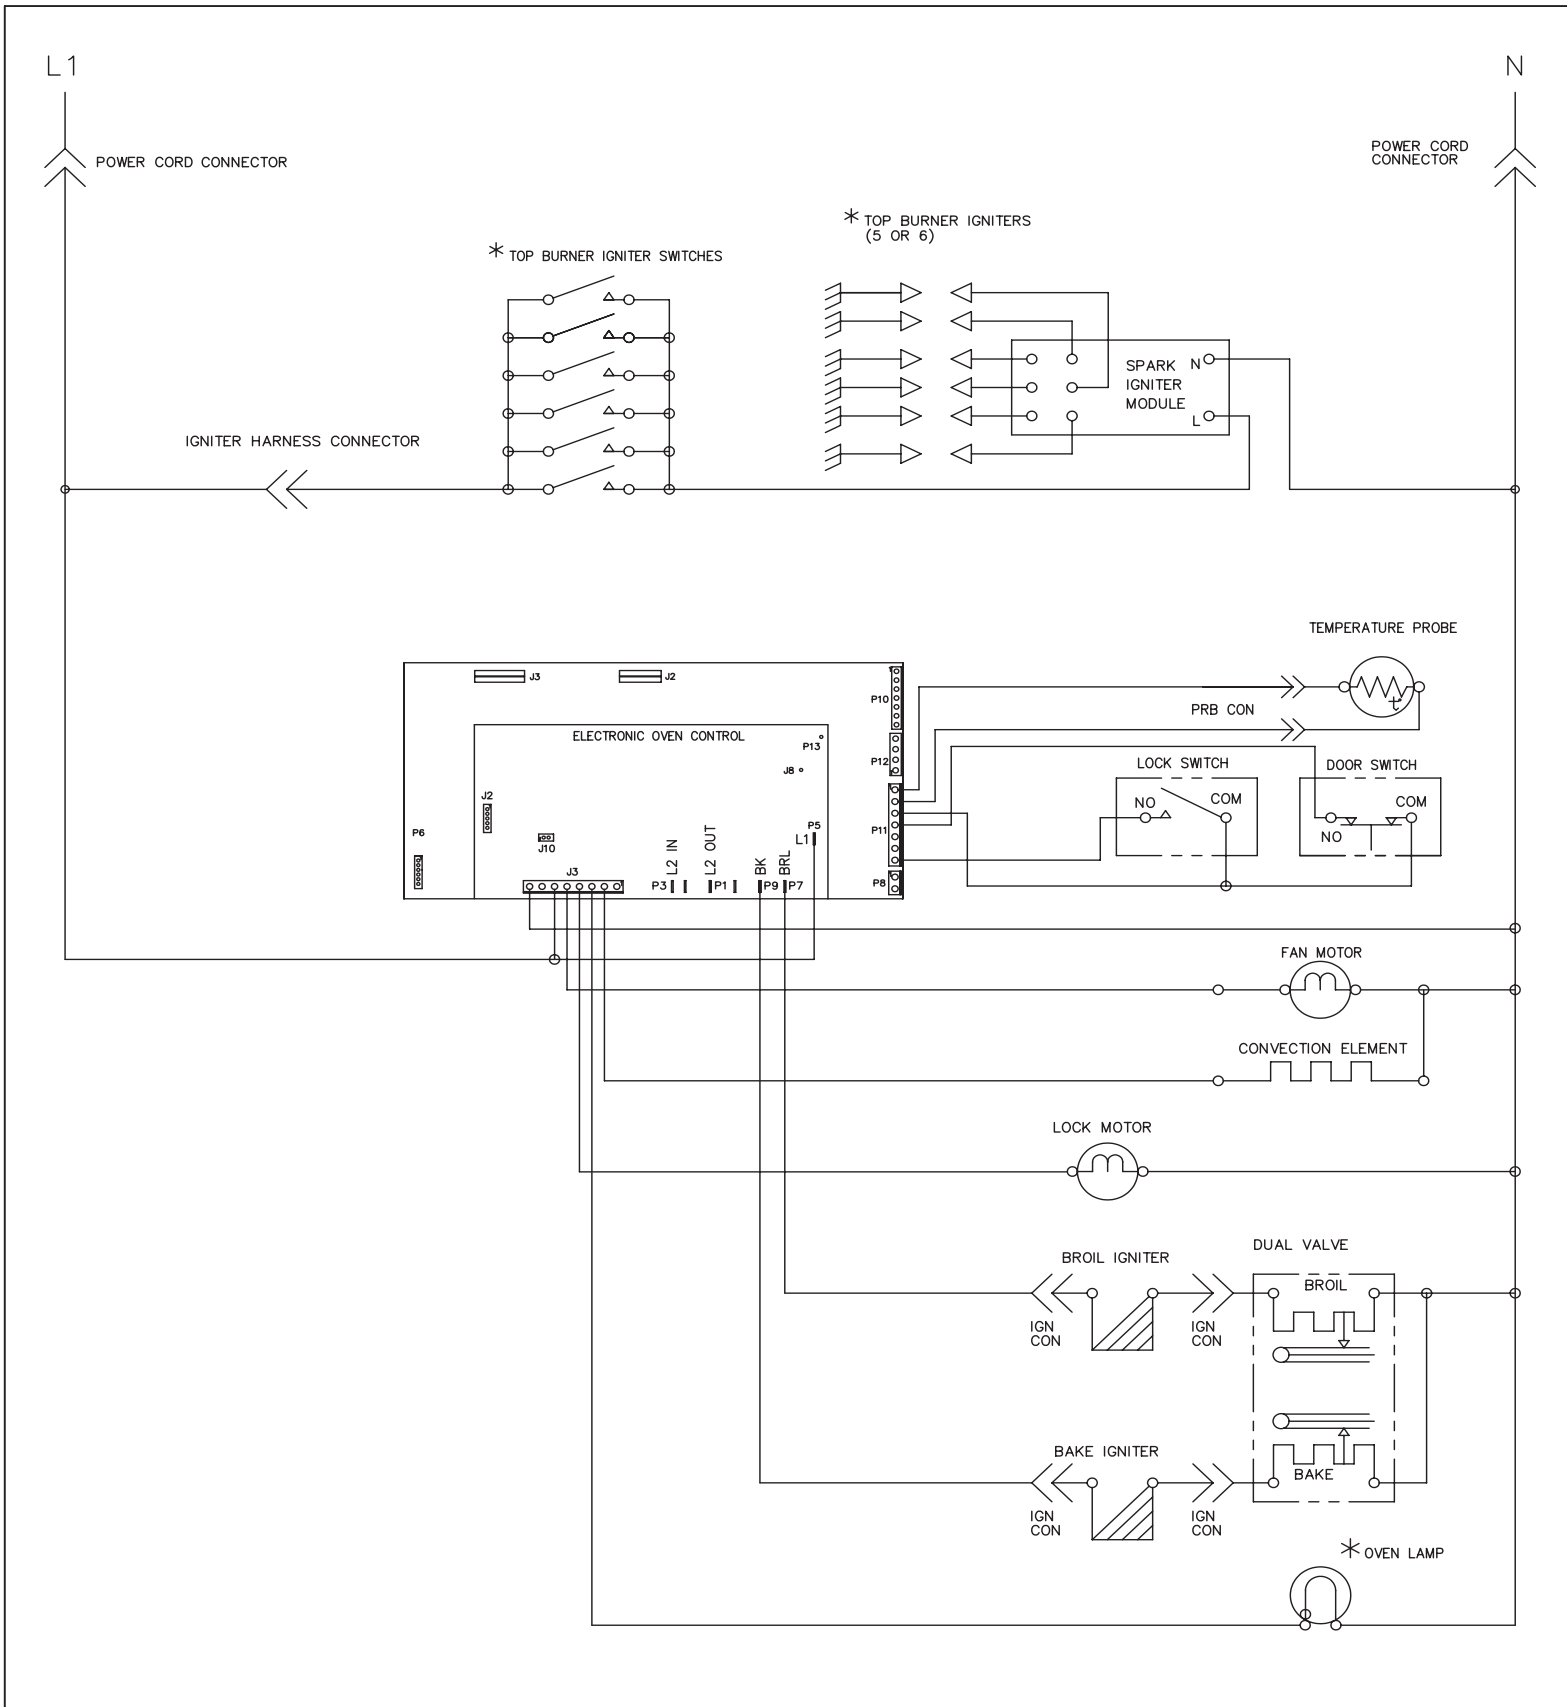 L1
N
POWER CORD CONNECTOR
POWER CORD
CONNECTOR
* TOP BURNER IGNITER SWITCHES
* TOP BURNER IGNITERS
(5 OR 6)
SPARK
IGNITER
MODULE
N
L
IGNITER HARNESS CONNECTOR
TEMPERATURE PROBE
PRB CON
J3
J2
P10
ELECTRONIC OVEN CONTROL
P13
P12
J8
LOCK SWITCH
DOOR SWITCH
NO
COM
COM
NO
J2
P6
J10
P5
L1
P11
L2 IN
L2 OUT
BK
BRL
J3
P3
P1
P9
P7
P8
FAN MOTOR
CONVECTION ELEMENT
LOCK MOTOR
DUAL VALVE
BROIL IGNITER
BROIL
IGN
CON
IGN
CON
BAKE IGNITER
BAKE
IGN
CON
IGN
CON
* OVEN LAMP
t